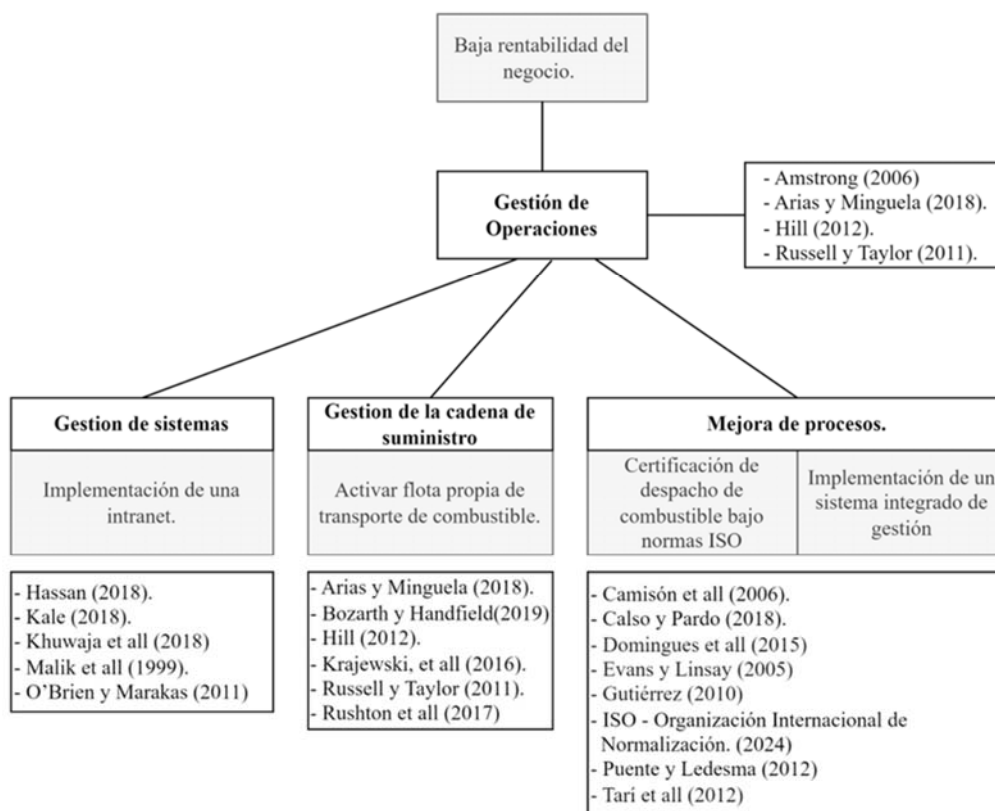 Baja rentabilidad del
negocio.
Gestión de
Operaciones
- Amstrong (2006)
- Arias y Minguela (2018).
- Hill (2012).
- Russell y Taylor (2011).
Gestion de sistemas
Implementación de una
intranet.
- Hassan (2018).
- Kale (2018).
- Khuwaja et all (2018)
- Malik et all (1999).
- O’Brien y Marakas (2011)
Gestion de la cadena de
suministro
Activar flota propia de
transporte de combustible.
- Arias y Minguela (2018).
- Bozarth y Handfield(2019)
- Hill (2012).
- Krajewski, et all (2016).
- Russell y Taylor (2011).
- Rushton et all (2017)
Mejora de procesos.
Certificación de
despacho de
combustible bajo
normas ISO
Implementación de un
sistema integrado de
gestión
- Camisón et all (2006).
- Calso y Pardo (2018).
- Domingues et all (2015)
- Evans y Linsay (2005)
- Gutiérrez (2010)
- ISO - Organización Internacional de
Normalización. (2024)
- Puente y Ledesma (2012)
- Tarí et all (2012)